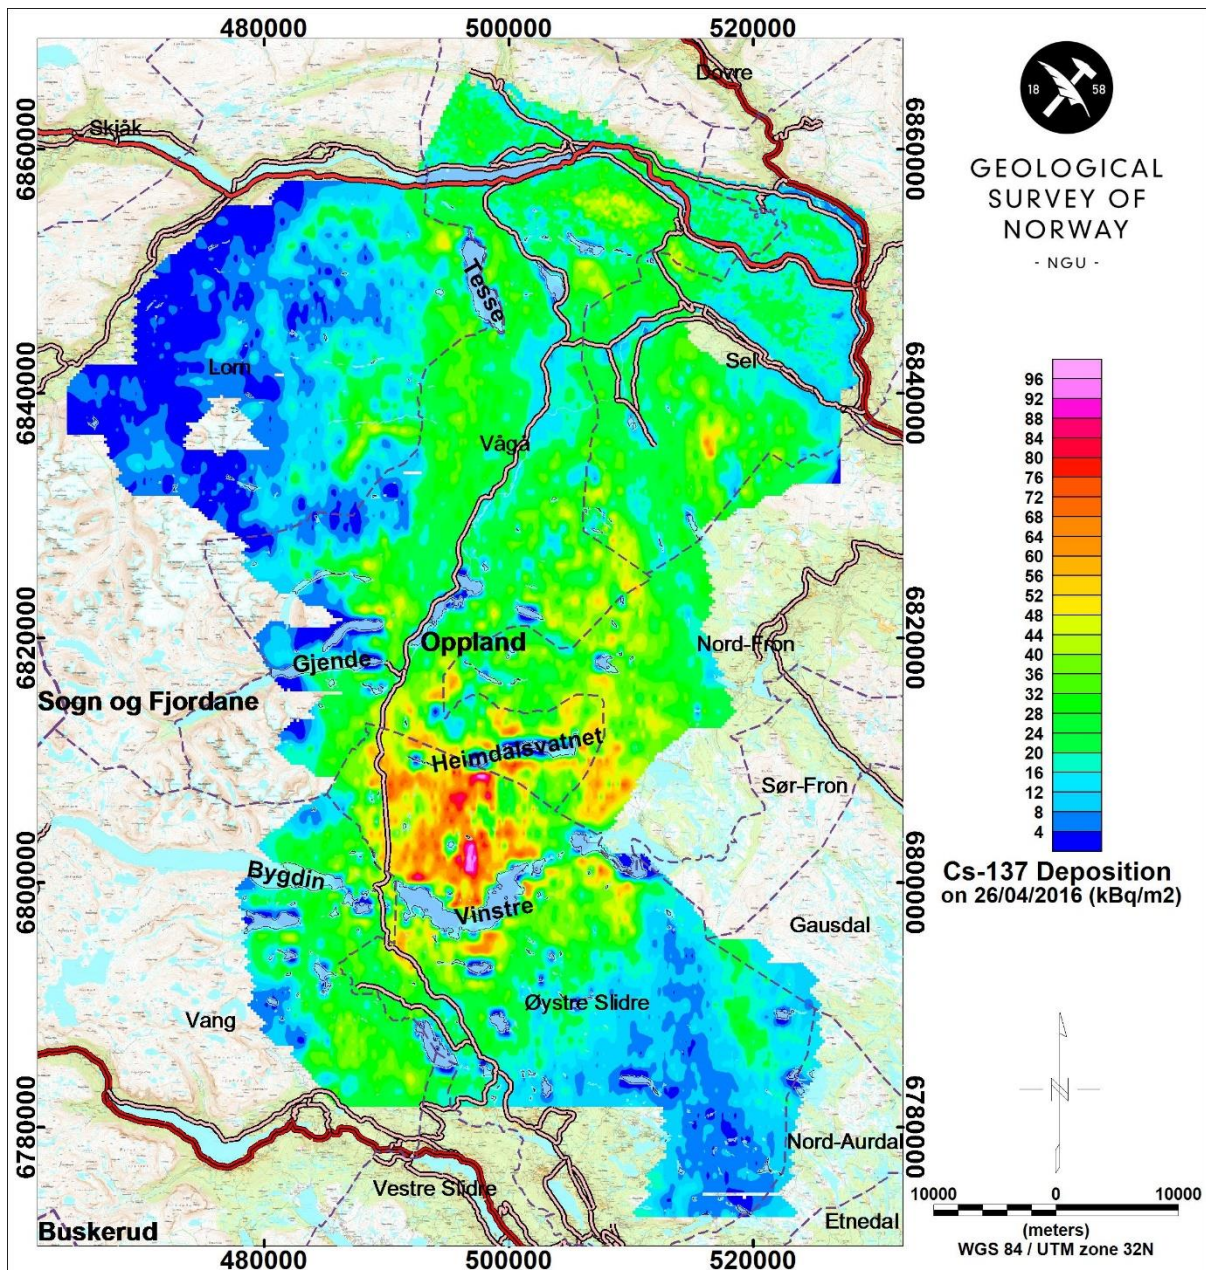 480000 500000 520000
Dovre
Skjåk
6860000 6860000
Tesse
Lom
Sel
6840000 6840000
Vågå
6820000 6820000
Oppland
Nord-Fron
Gjende
Sogn og Fjordane
Heimdalsvatnet
Sør-Fron
Bygdin
6800000 6800000
Vinstre
Gausdal
Øystre Slidre
Vang
6780000 6780000
Nord-Aurdal
Vestre Slidre
Etnedal
Buskerud
480000 500000 520000
18 58
GEOLOGICAL
SURVEY OF
NORWAY
- NGU -
96
92
88
84
80
76
72
68
64
60
56
52
48
44
40
36
32
28
24
20
16
12
8
4
Cs-137 Deposition
on 26/04/2016 (kBq/m2)
N
10000 0 10000
(meters)
WGS 84 / UTM zone 32N